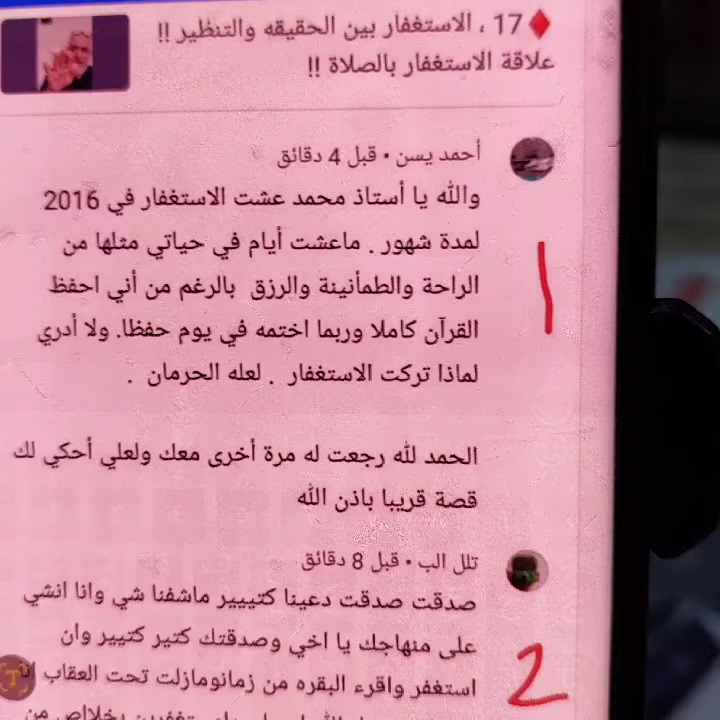 ♦️17 ، الاستغفار بين الحقيقه والتنظير !!
علاقة الاستغفار بالصلاة !!
أحمد يسن • قبل 4 دقائق
والله يا أستاذ محمد عشت الاستغفار في 2016
لمدة شهور . ماعشت أيام في حياتي مثلها من
الراحة والطمأنينة والرزق بالرغم من أني احفظ
القرآن كاملا وربما اختمه في يوم حفظا. ولا أدري
لماذا تركت الاستغفار . لعله الحرمان .
1
الحمد لله رجعت له مرة أخرى معك ولعلي أحكي لك
قصة قريبا باذن الله
تلل الب • قبل 8 دقائق
صدقت صدقت دعينا كتيييير ماشفنا شي وانا انشي
على منهاجك يا اخي وصدقتك كتير كتيير وان
استغفر واقرء البقره من زمانومازلت تحت العقاب
2